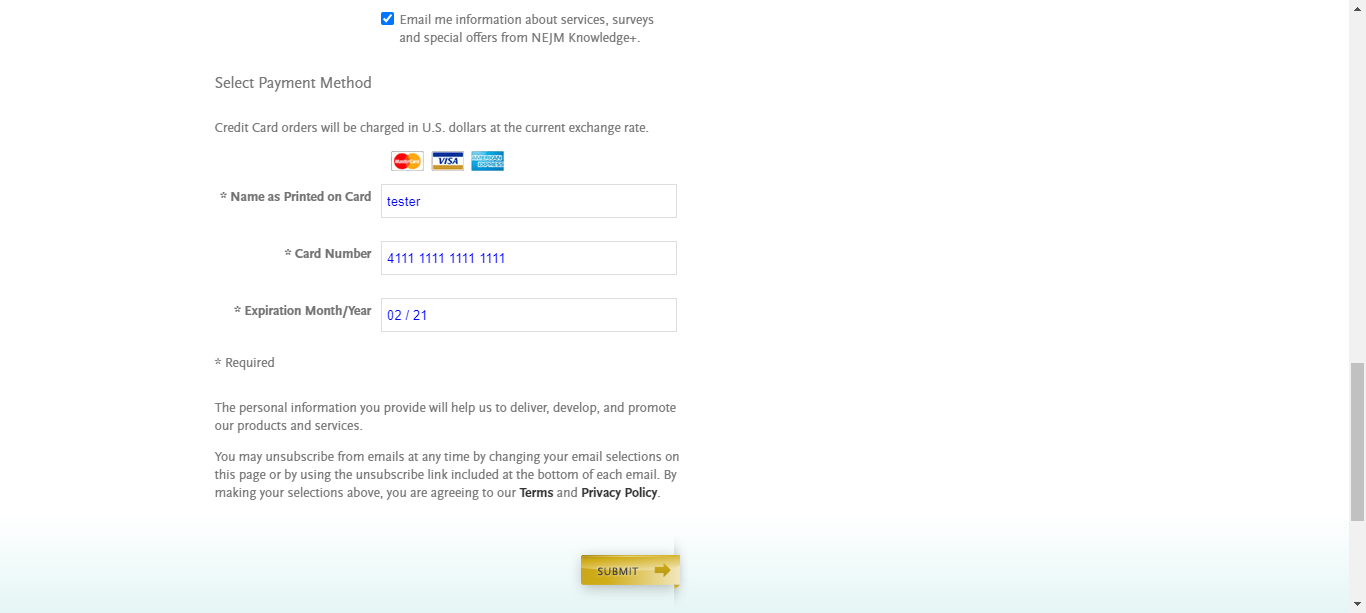 Email me information about services, surveys
and special offers from NEJM Knowledge+.
Select Payment Method
Credit Card orders will be charged in U.S. dollars at the current exchange rate.
MasterCard VISA AMERICAN EXPRESS
* Name as Printed on Card tester
* Card Number 4111 1111 1111 1111
* Expiration Month/Year 02 / 21
* Required
The personal information you provide will help us to deliver, develop, and promote
our products and services.
You may unsubscribe from emails at any time by changing your email selections on
this page or by using the unsubscribe link included at the bottom of each email. By
making your selections above, you are agreeing to our Terms and Privacy Policy.
SUBMIT